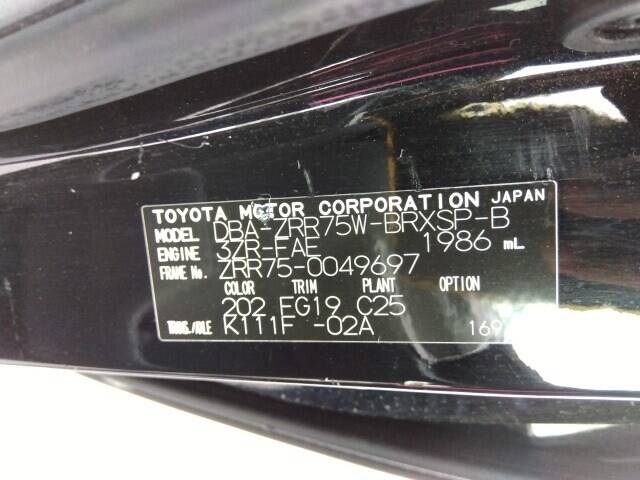 TOYOTA MOTOR CORPORATION JAPAN
MODEL DBA-ZRR75W-BRXSP-B
ENGINE 3ZR-FAE 1986 mL
FRAME No. ZRR75-0049697
COLOR TRIM PLANT OPTION
202 FG19 C25
TRANS./AXLE K111F -02A